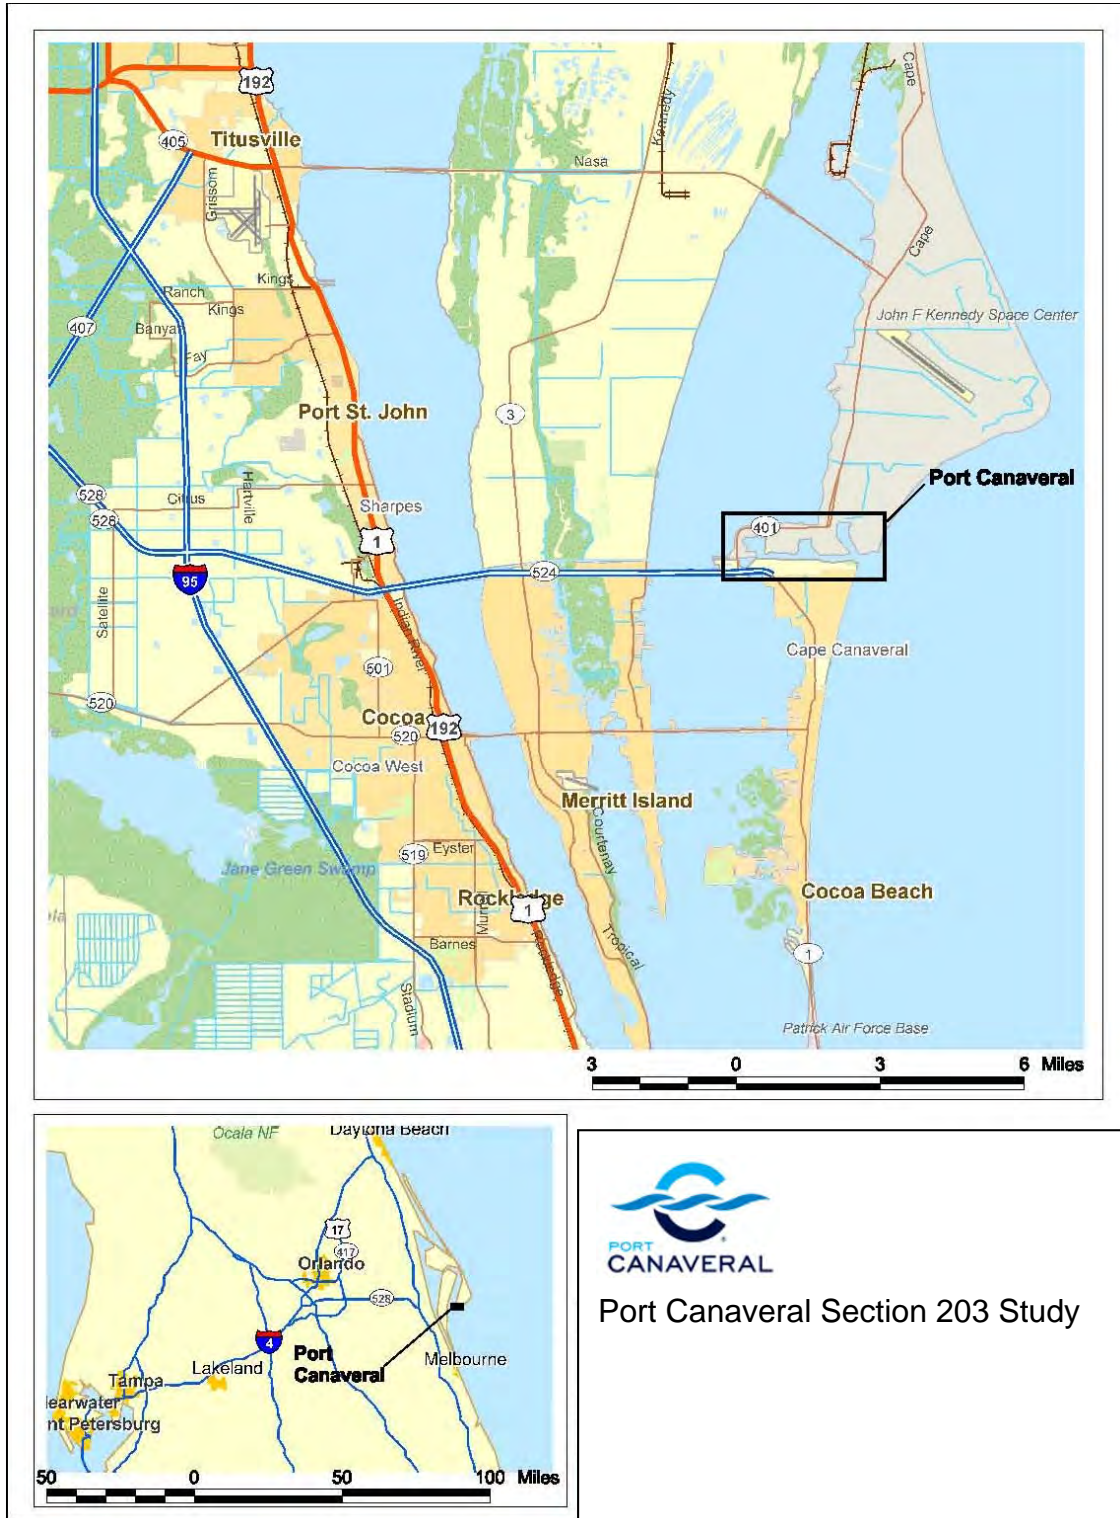 192
Titusville
405
Grissom
Nasa
Kennedy
Cape
Cape
Kings
Ranch
Kings
Banyan
Fay
407
John F Kennedy Space Center
3
Port St. John
528
528
Citrus
Hartville
Sharpes
1
Port Canaveral
401
95
524
Satellite
Indian River
Cape Canaveral
501
520
Cocoa
192
520
Cocoa West
Merritt Island
Courtenay
519
Eyster
Jane Green Swamp
Cocoa Beach
Rockledge
1
Murrel
Barnes
Rockledge
Tropical
1
Stadium
Patrick Air Force Base
3 0 3 6 Miles
Ocala NF
Daytona Beach
17
417
Orlando
528
4
Port
Canaveral
Melbourne
Lakeland
Tampa
learwater
nt Petersburg
50 0 50 100 Miles
PORT
CANAVERAL
Port Canaveral Section 203 Study